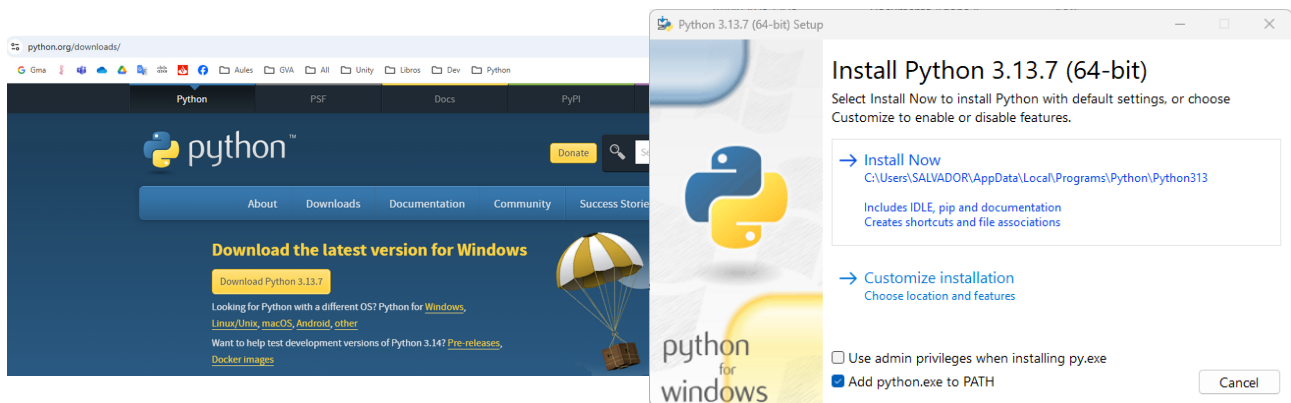 python.org/downloads/
Gma
Aules
GVA
All
Unity
Libros
Dev
Python
Python
PSF
Docs
PyPI
python™
Donate
About
Downloads
Documentation
Community
Success Storie
Download the latest version for Windows
Download Python 3.13.7
Looking for Python with a different OS? Python for Windows,
Linux/Unix, macOS, Android, other
Want to help test development versions of Python 3.14? Pre-releases,
Docker images
Python 3.13.7 (64-bit) Setup
Install Python 3.13.7 (64-bit)
Select Install Now to install Python with default settings, or choose
Customize to enable or disable features.
Install Now
C:\Users\SALVADOR\AppData\Local\Programs\Python\Python313
Includes IDLE, pip and documentation
Creates shortcuts and file associations
Customize installation
Choose location and features
python
for
windows
Use admin privileges when installing py.exe
Add python.exe to PATH
Cancel